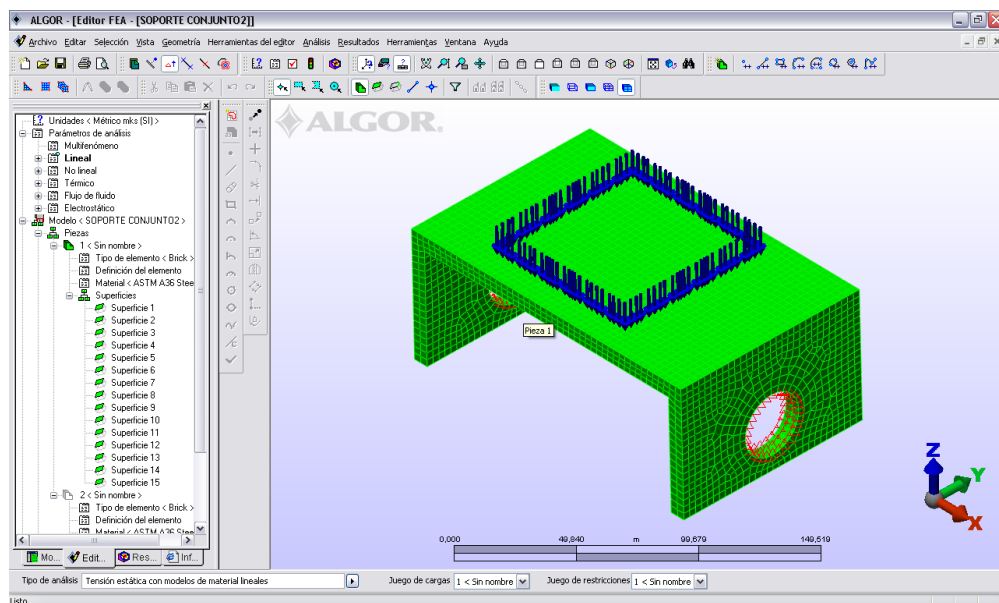 ALGOR - [Editor FEA - [SOPORTE CONJUNTO2]]
Archivo Editar Selección Vista Geometría Herramientas del editor Análisis Resultados Herramientas Ventana Ayuda
ALGOR.
Unidades < Métrico mks (SI) >
Parámetros de análisis
Multifenómeno
Lineal
No lineal
Térmico
Flujo de fluido
Electrostático
Modelo < SOPORTE CONJUNTO2 >
Piezas
1 < Sin nombre >
Tipo de elemento < Brick >
Definición del elemento
Material < ASTM A36 Stee
Superficies
Superficie 1
Superficie 2
Superficie 3
Superficie 4
Superficie 5
Superficie 6
Superficie 7
Superficie 8
Superficie 9
Superficie 10
Superficie 11
Superficie 12
Superficie 13
Superficie 14
Superficie 15
2 < Sin nombre >
Tipo de elemento < Brick >
Definición del elemento
Material < ASTM A36 Stee
Pieza 1
Z
Y
X
0,000 49,840 m 99,679 149,519
Mo... Edit... Res... Inf...
Tipo de análisis Tensión estática con modelos de material lineales Juego de cargas 1 < Sin nombre Juego de restricciones 1 < Sin nombre
Listo